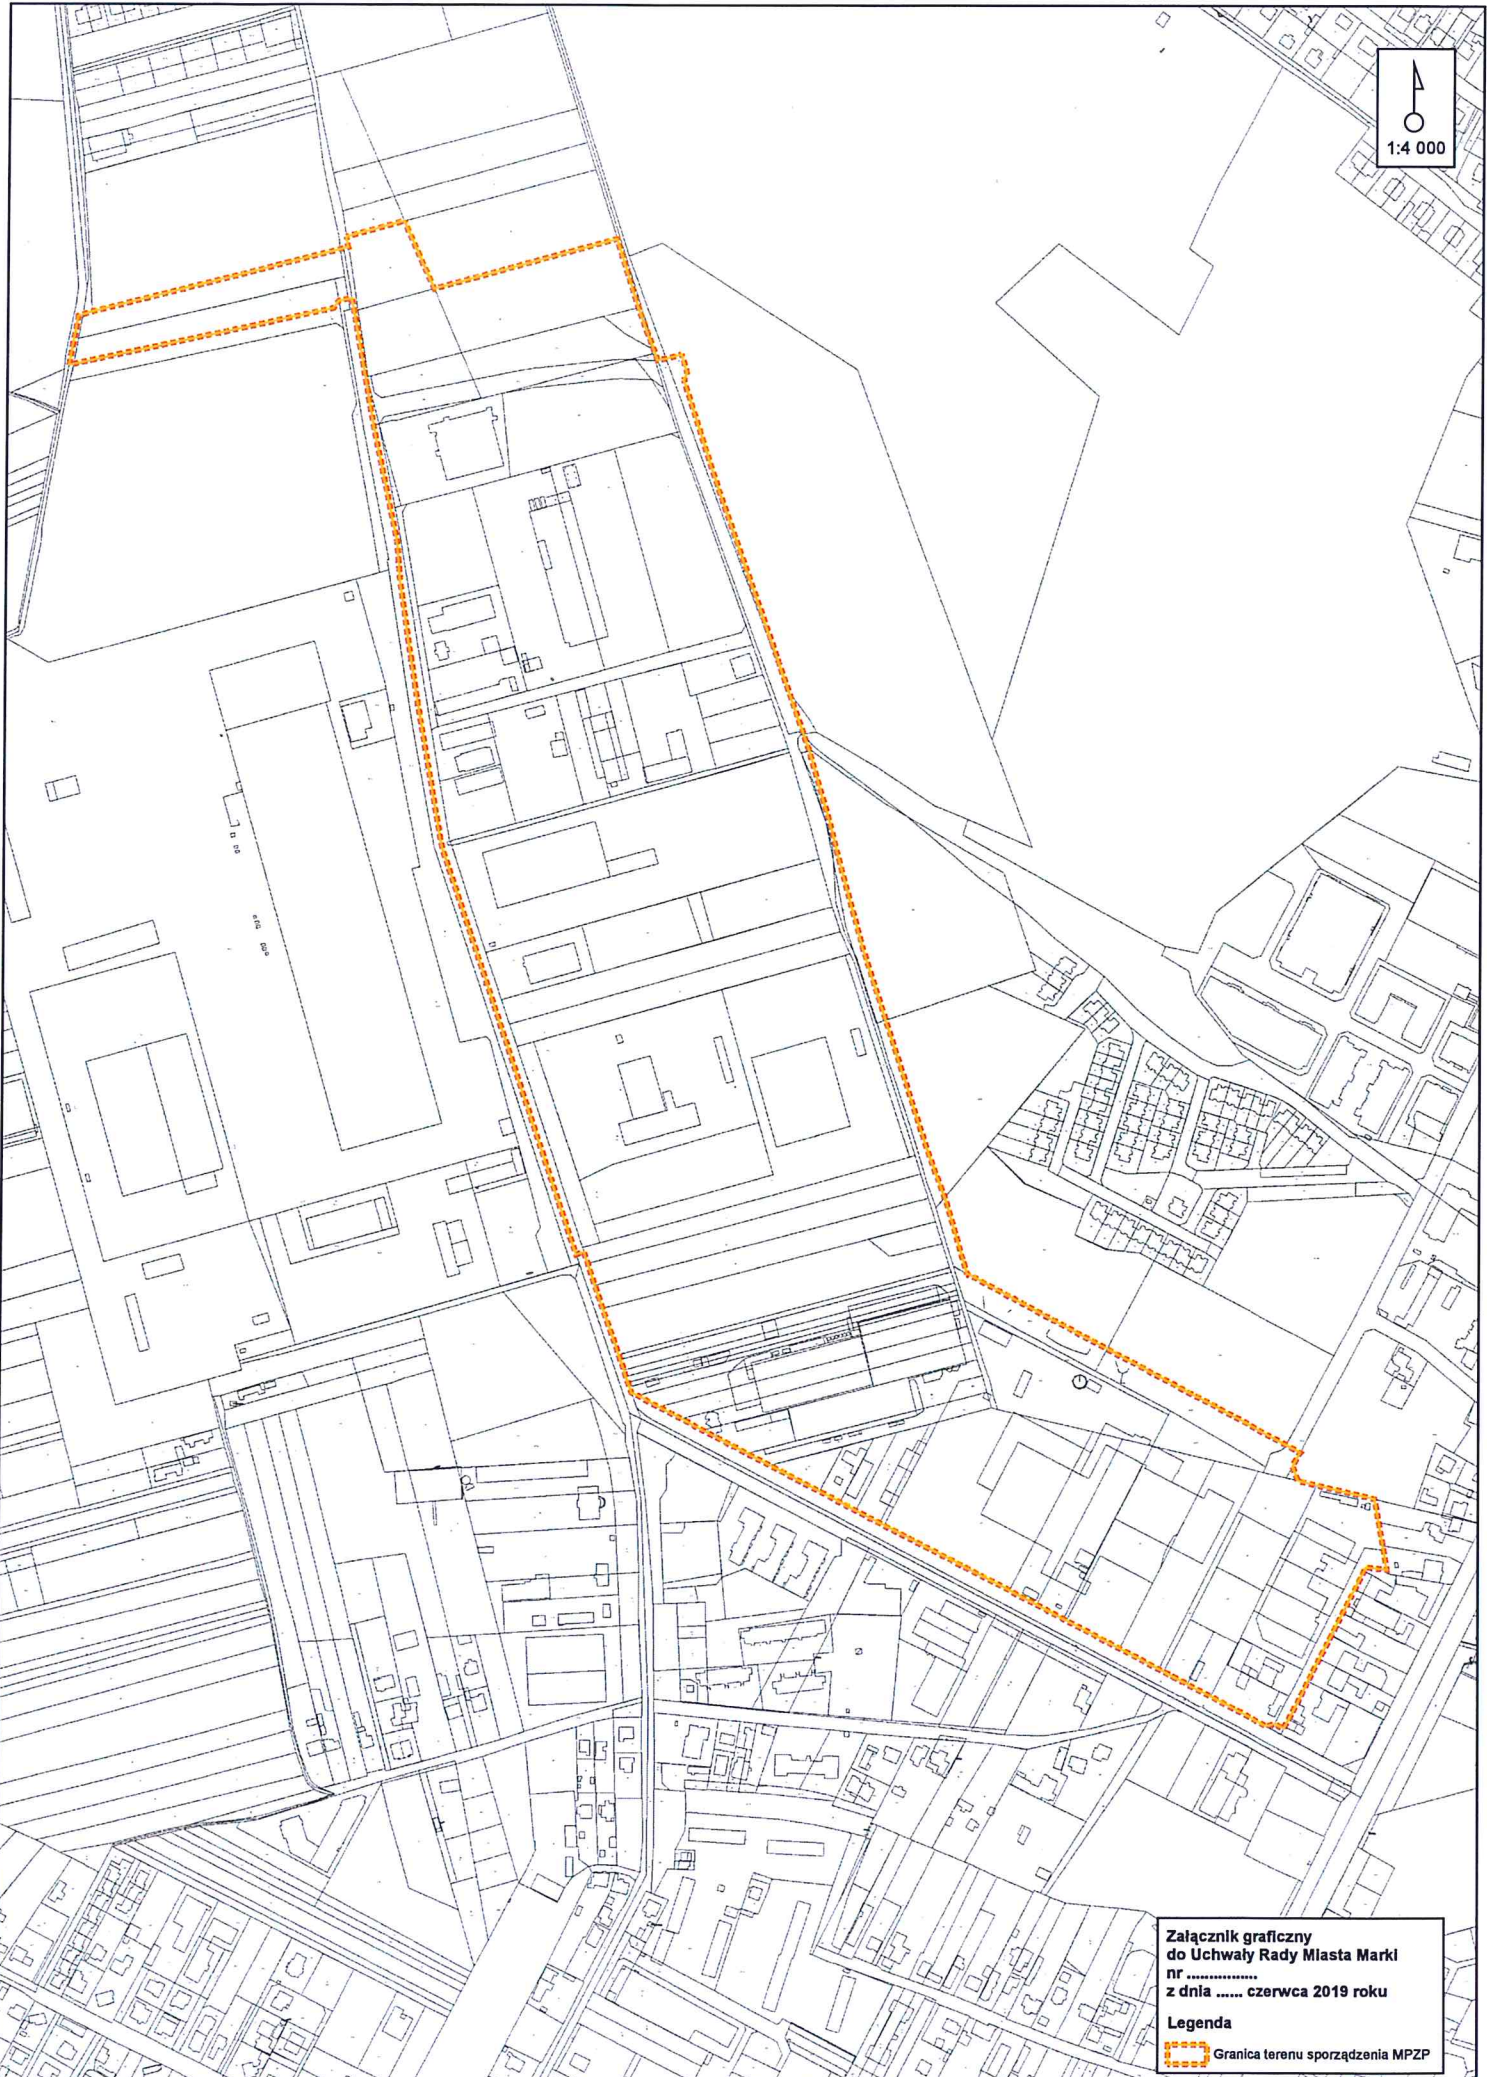 1:4 000
Załącznik graficzny
do Uchwały Rady Miasta Marki
nr ................
z dnia ...... czerwca 2019 roku
Legenda
Granica terenu sporządzenia MPZP